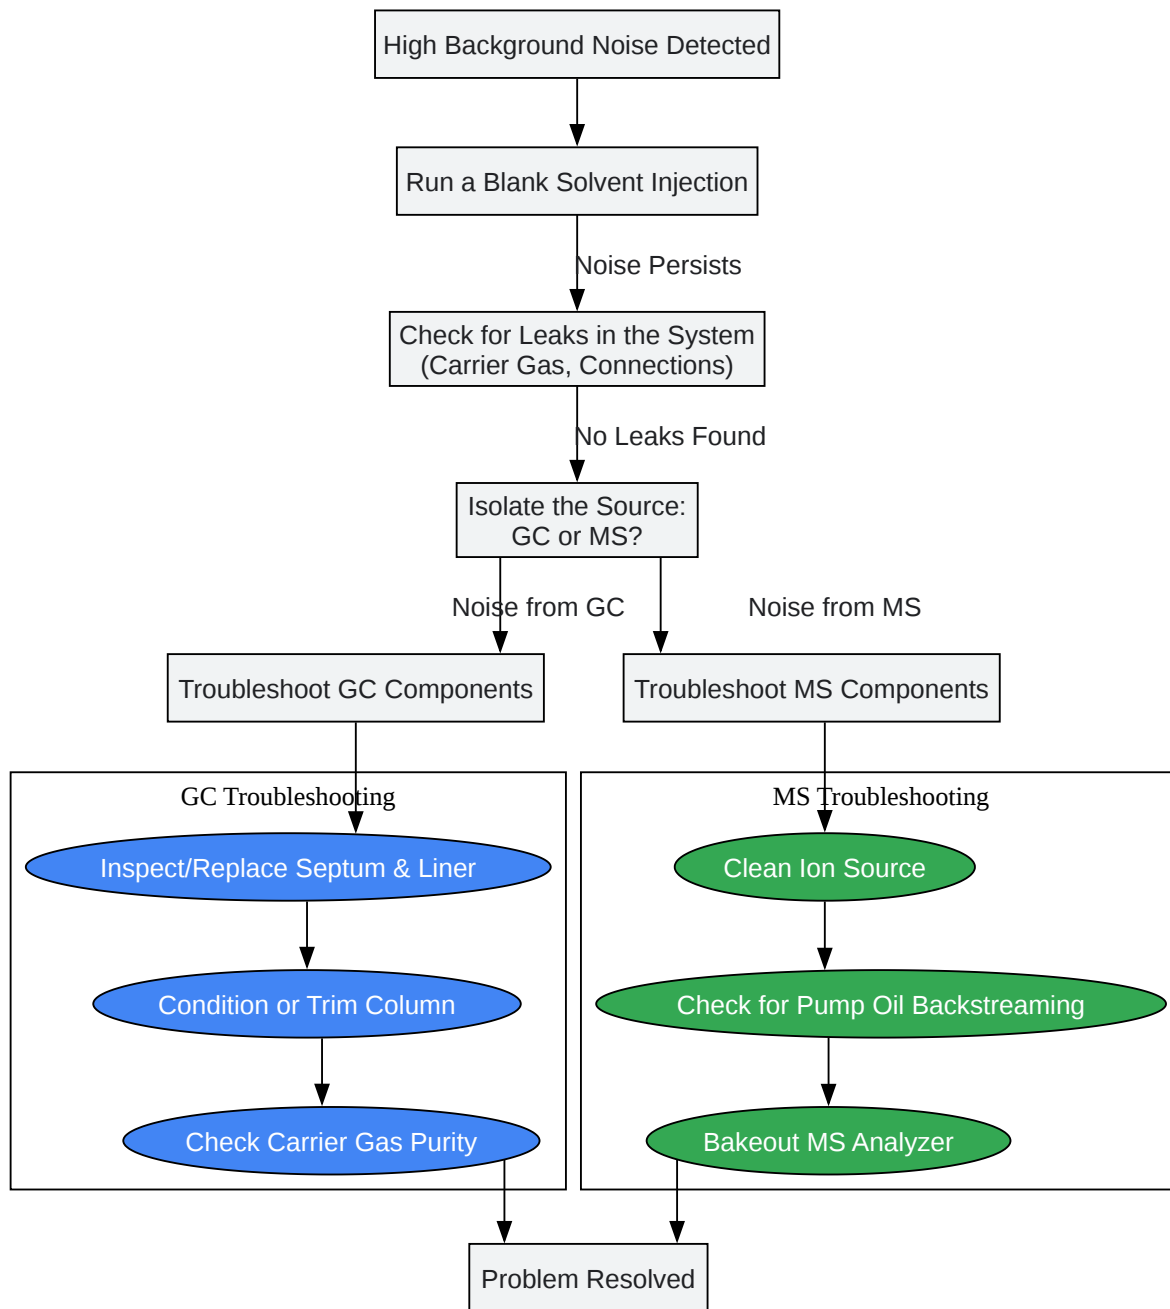 High Background Noise Detected
Run a Blank Solvent Injection
Noise Persists
Check for Leaks in the System
(Carrier Gas, Connections)
No Leaks Found
Isolate the Source:
GC or MS?
Noise from GC
Noise from MS
Troubleshoot GC Components
Troubleshoot MS Components
GC Troubleshooting
Inspect/Replace Septum & Liner
Condition or Trim Column
Check Carrier Gas Purity
MS Troubleshooting
Clean Ion Source
Check for Pump Oil Backstreaming
Bakeout MS Analyzer
Problem Resolved